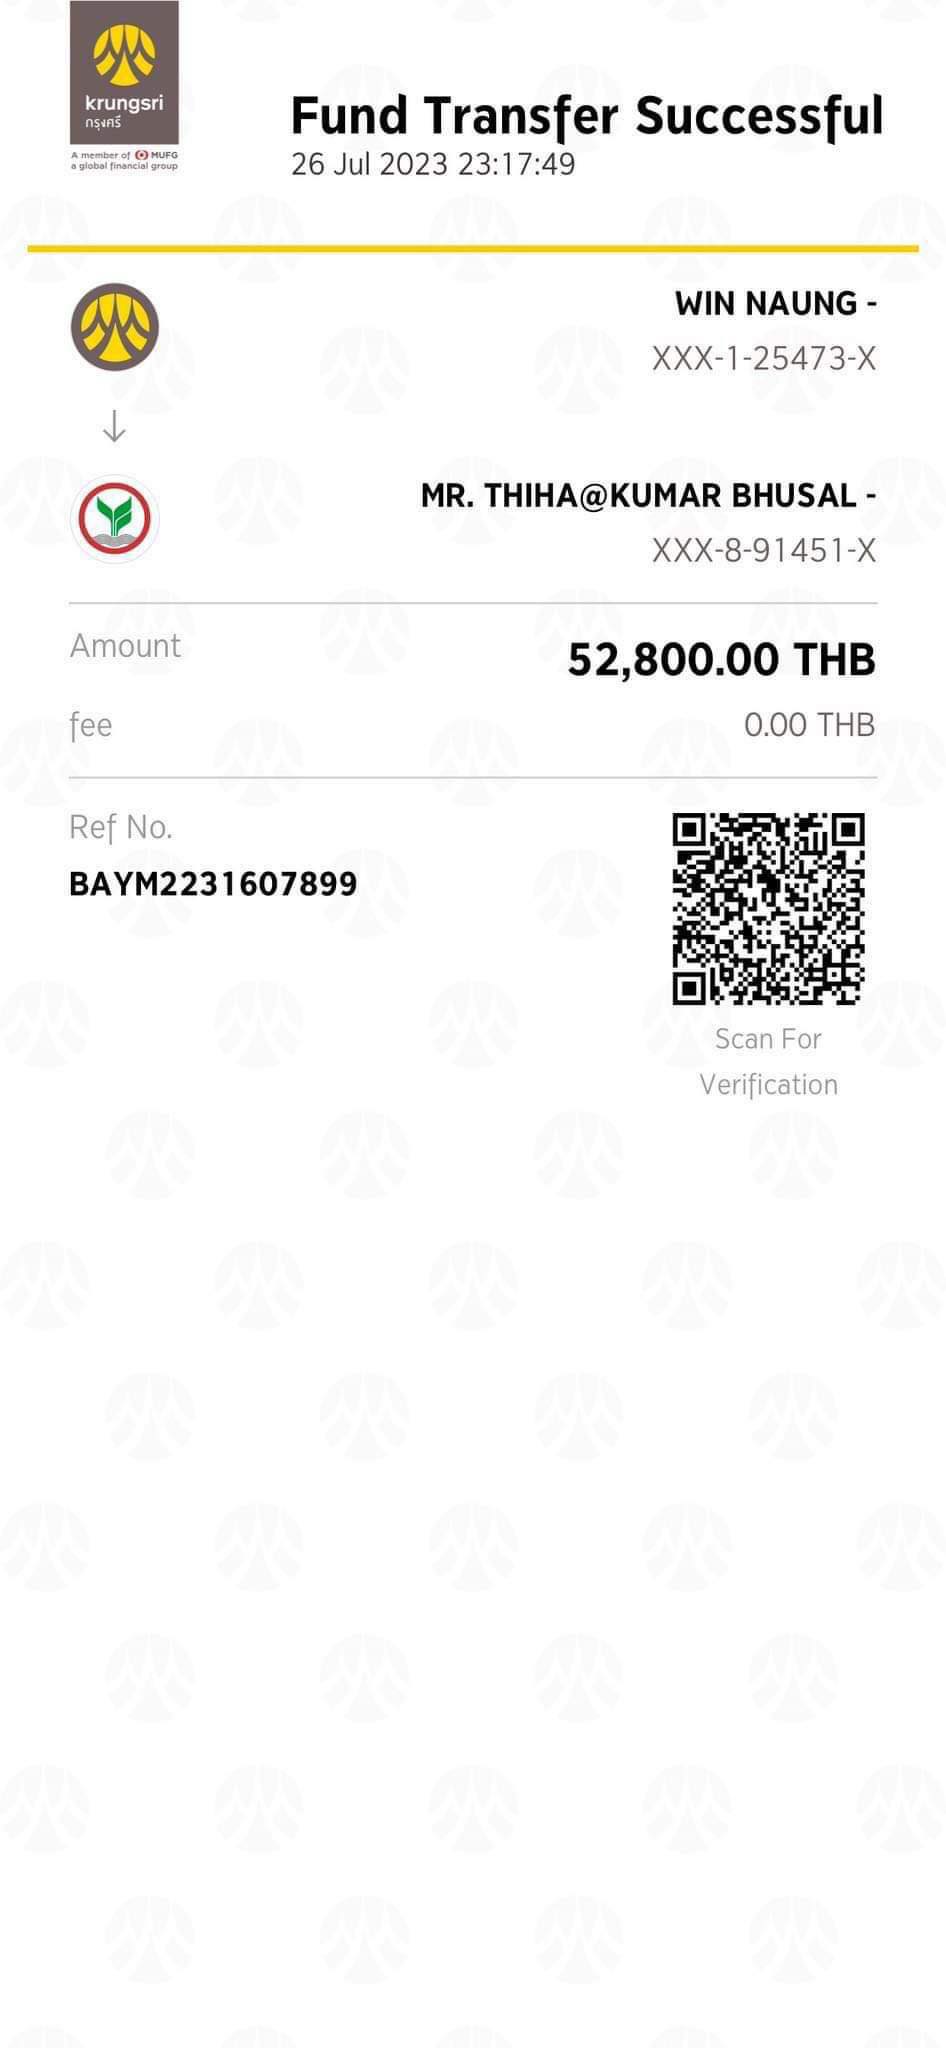 krungsri
กรุงศรี
A member of MUFG
a global financial group
Fund Transfer Successful
26 Jul 2023 23:17:49
WIN NAUNG -
XXX-1-25473-X
MR. THIHA@KUMAR BHUSAL -
XXX-8-91451-X
Amount
52,800.00 THB
fee
0.00 THB
Ref No.
BAYM2231607899
Scan For
Verification